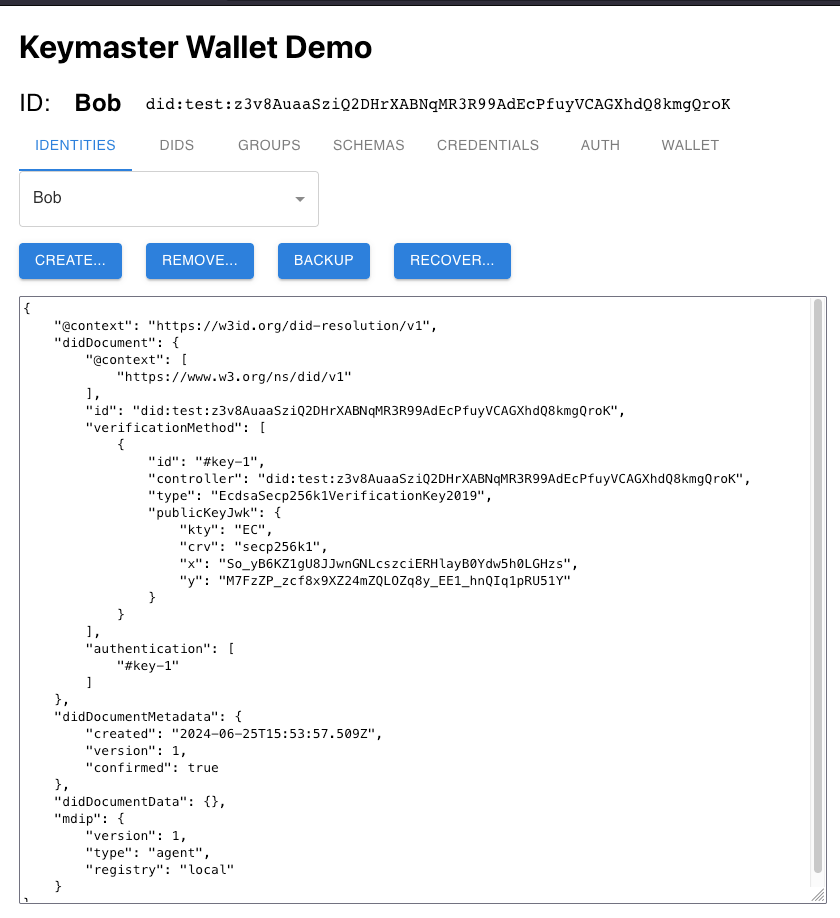 Keymaster Wallet Demo
ID: Bob did:test:z3v8AuaaSziQ2DHrXABNqMR3R99AdEcPfuyVCAGXhdQ8kmgQroK
IDENTITIES DIDS GROUPS SCHEMAS CREDENTIALS AUTH WALLET
Bob
CREATE... REMOVE... BACKUP RECOVER...
{
    "@context": "https://w3id.org/did-resolution/v1",
    "didDocument": {
        "@context": [
            "https://www.w3.org/ns/did/v1"
        ],
        "id": "did:test:z3v8AuaaSziQ2DHrXABNqMR3R99AdEcPfuyVCAGXhdQ8kmgQroK",
        "verificationMethod": [
            {
                "id": "#key-1",
                "controller": "did:test:z3v8AuaaSziQ2DHrXABNqMR3R99AdEcPfuyVCAGXhdQ8kmgQroK",
                "type": "EcdsaSecp256k1VerificationKey2019",
                "publicKeyJwk": {
                    "kty": "EC",
                    "crv": "secp256k1",
                    "x": "So_yB6KZ1gU8JJwnGNLcszciERHlayB0Ydw5h0LGHzs",
                    "y": "M7FzZP_zcf8x9XZ24mZQLOZq8y_EE1_hnQIq1pRU51Y"
                }
            }
        ],
        "authentication": [
            "#key-1"
        ]
    },
    "didDocumentMetadata": {
        "created": "2024-06-25T15:53:57.509Z",
        "version": 1,
        "confirmed": true
    },
    "didDocumentData": {},
    "mdip": {
        "version": 1,
        "type": "agent",
        "registry": "local"
    }
}